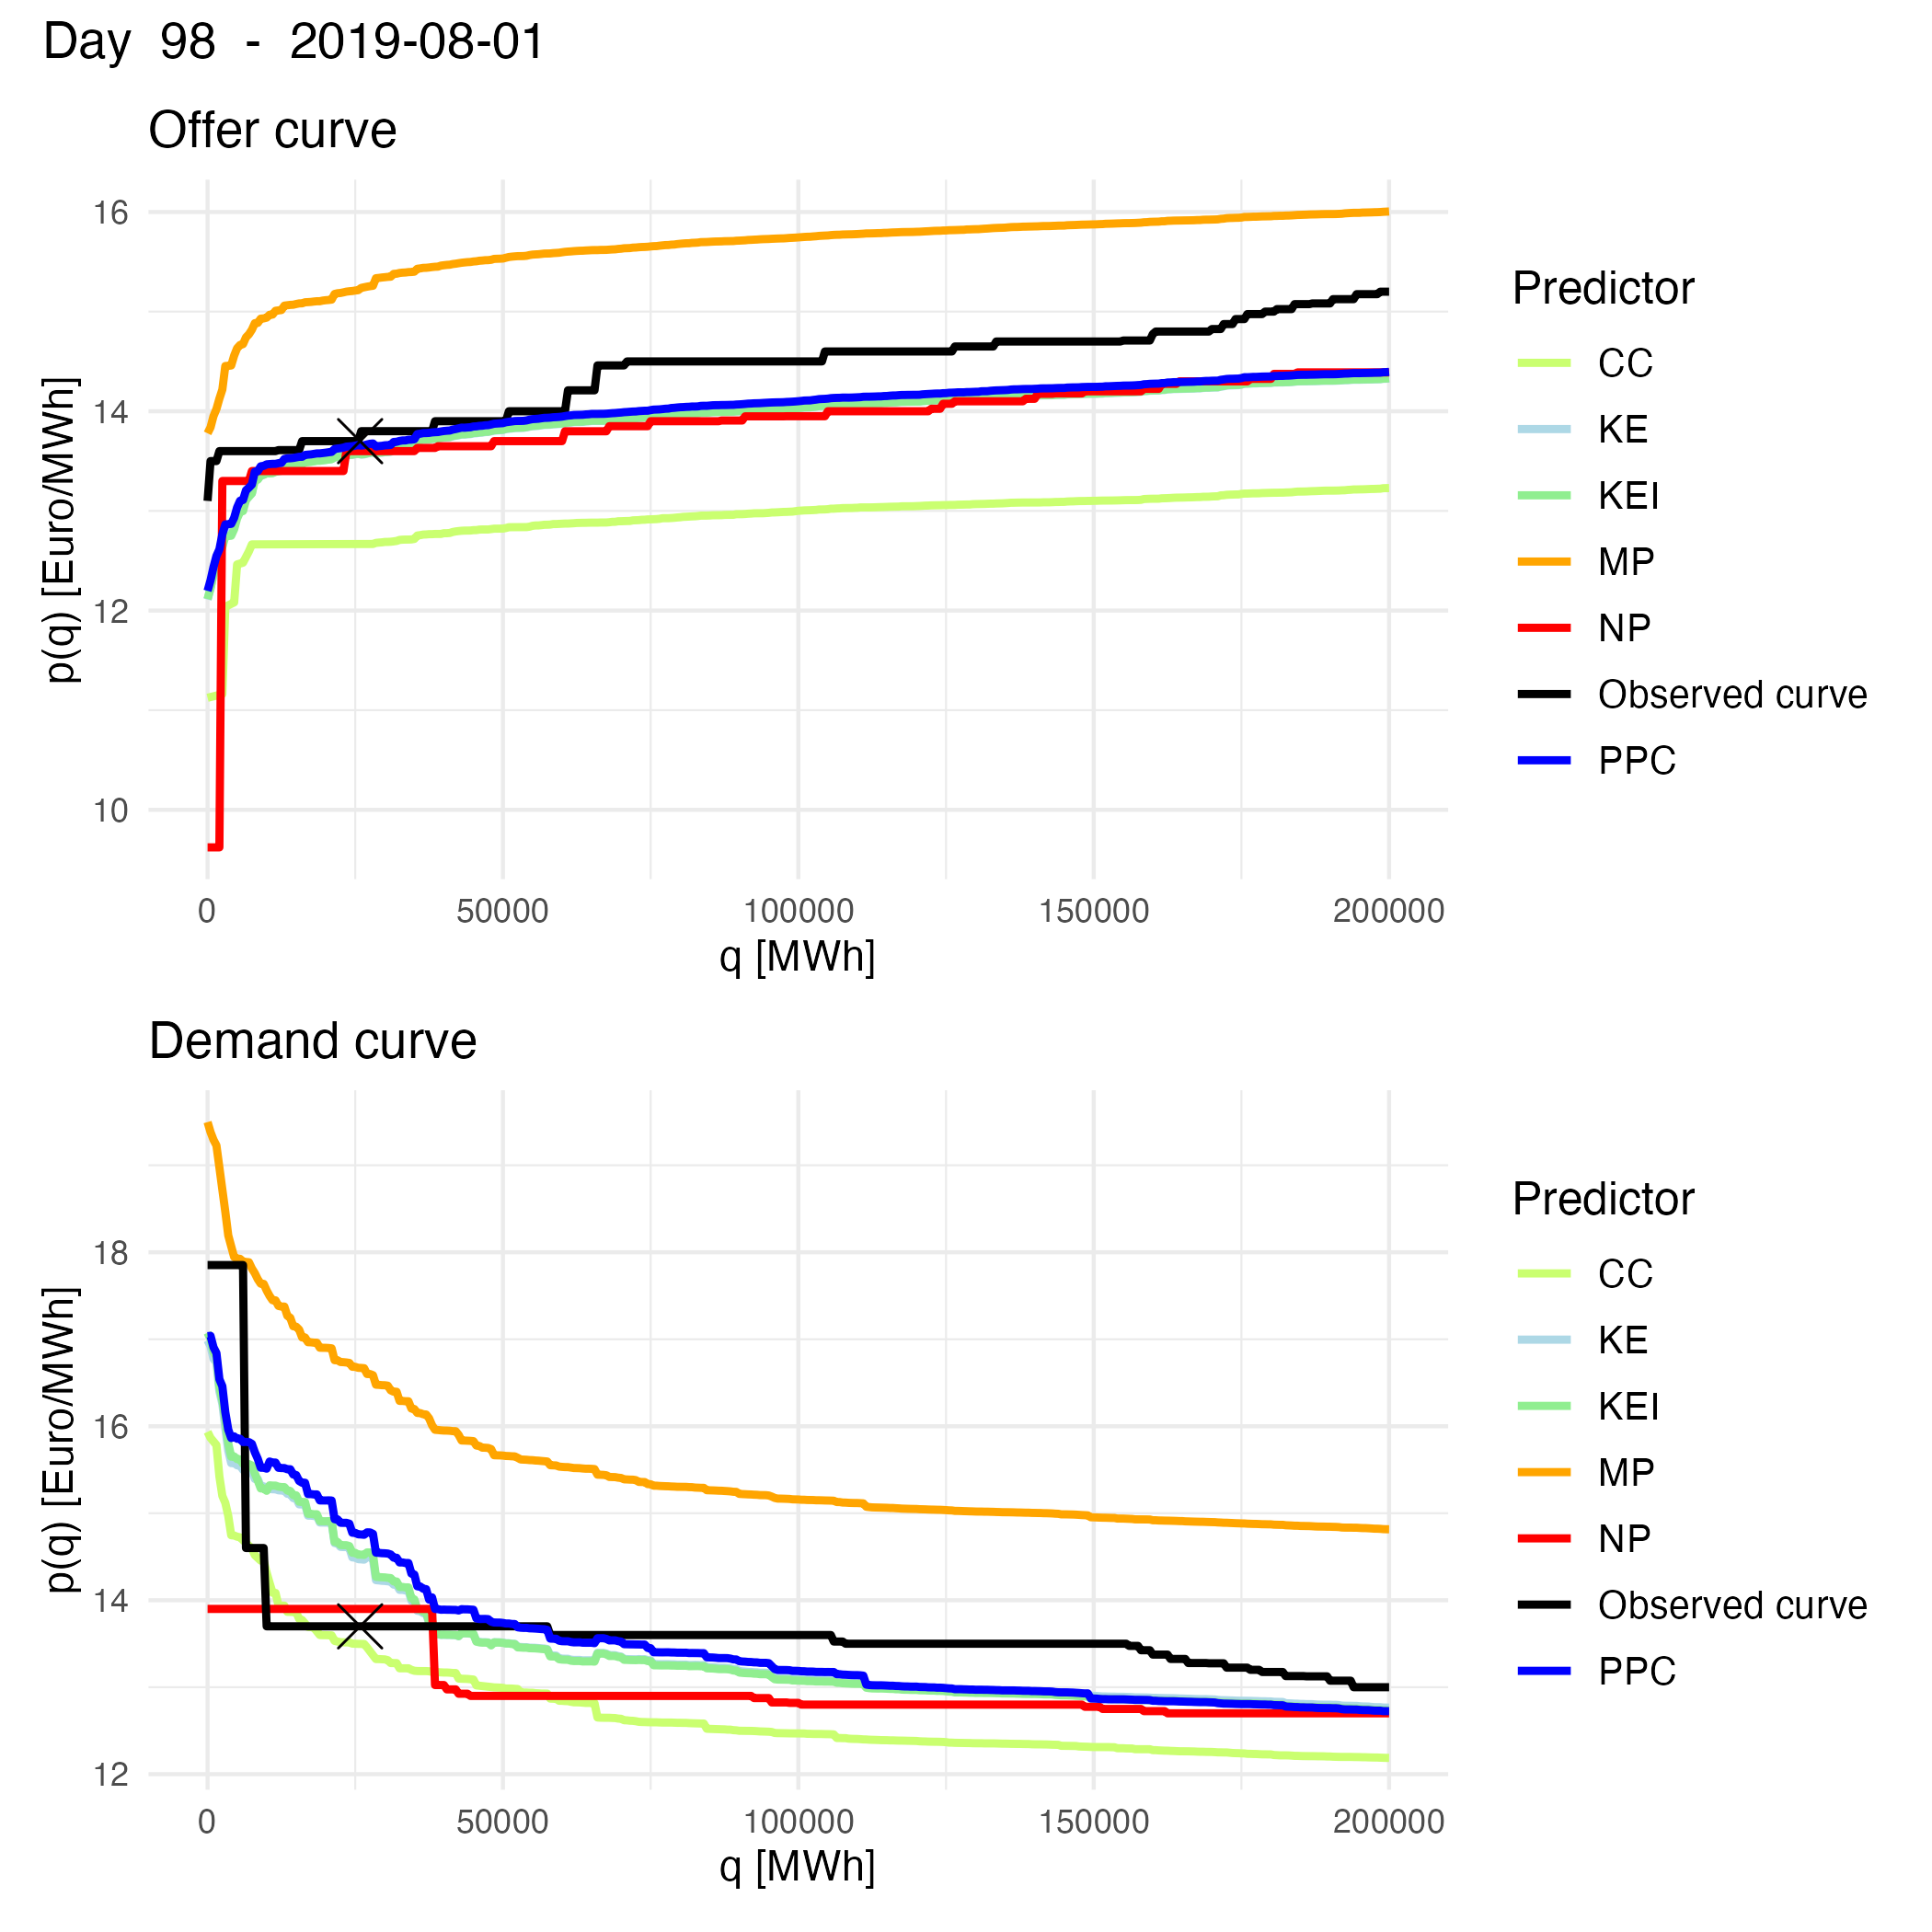 Day 98 - 2019-08-01
Offer curve
16
14
12
10
p(q) [Euro/MWh]
0 50000 100000 150000 200000
q [MWh]
Predictor
CC
KE
KEI
MP
NP
Observed curve
PPC
Demand curve
18
16
14
12
p(q) [Euro/MWh]
0 50000 100000 150000 200000
q [MWh]
Predictor
CC
KE
KEI
MP
NP
Observed curve
PPC